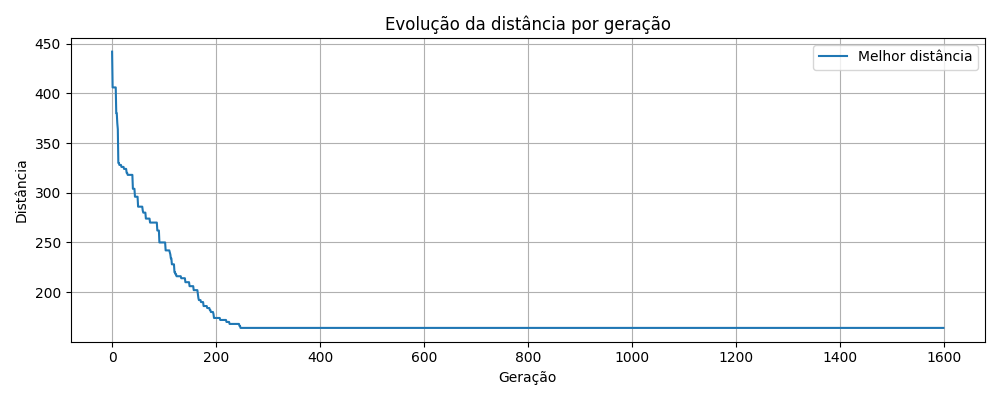 Evolução da distância por geração
Melhor distância
Distância
450
400
350
300
250
200
0 200 400 600 800 1000 1200 1400 1600
Geração